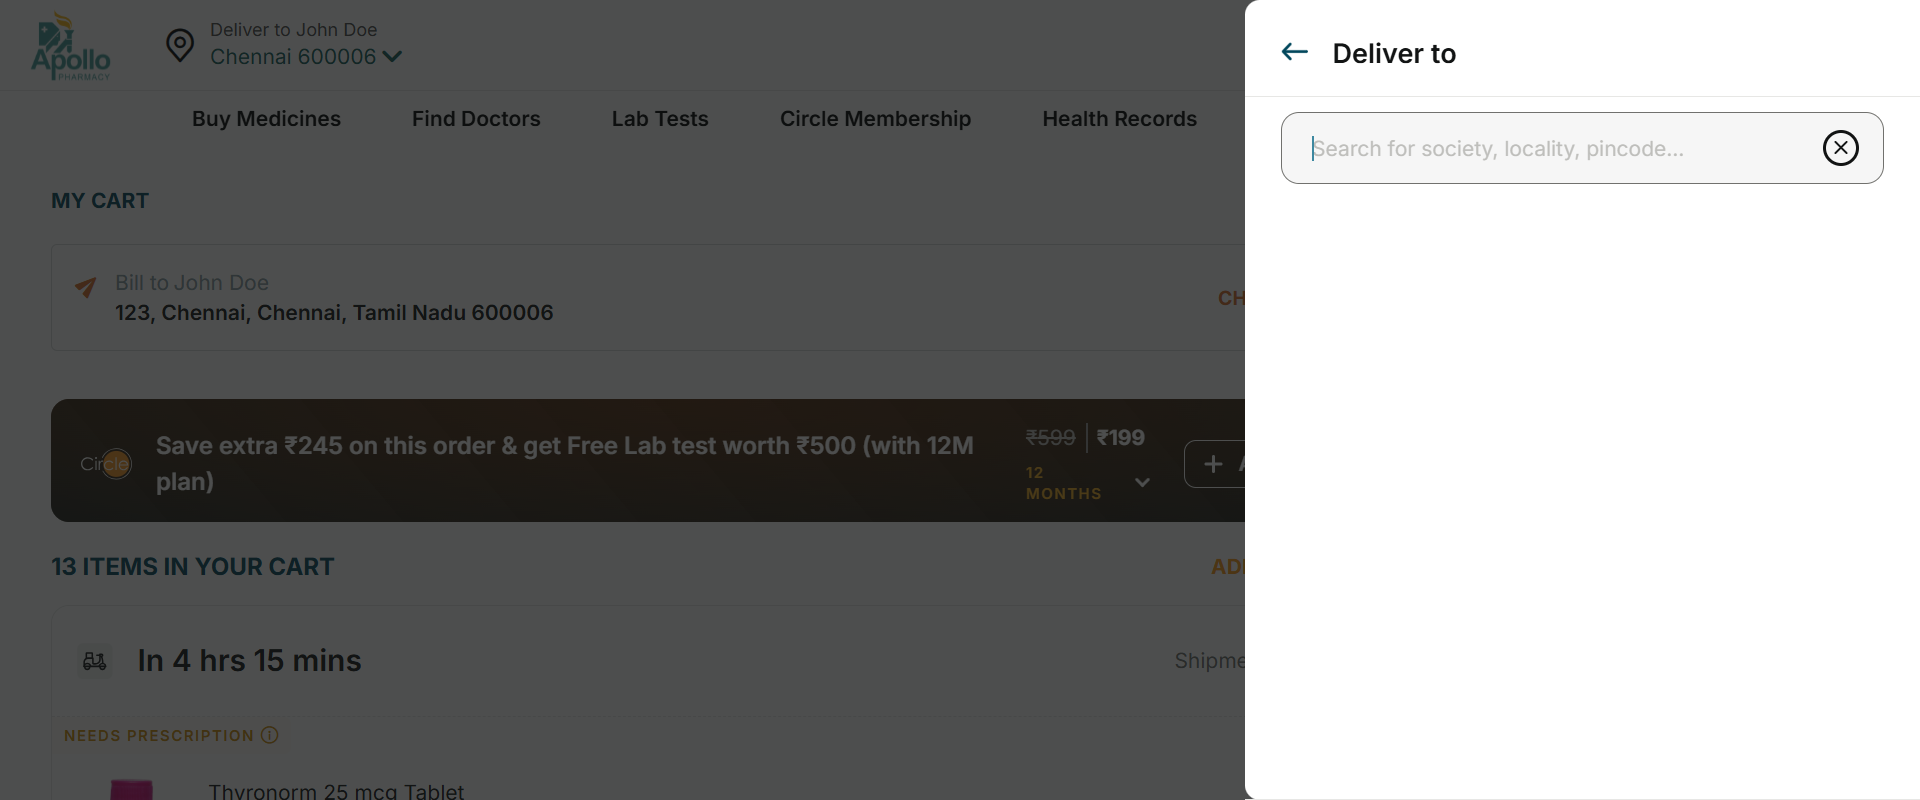 Apollo
PHARMACY
Deliver to John Doe
Chennai 600006
Buy Medicines
Find Doctors
Lab Tests
Circle Membership
Health Records
MY CART
Bill to John Doe
123, Chennai, Chennai, Tamil Nadu 600006
CH
Circle
Save extra ₹245 on this order & get Free Lab test worth ₹500 (with 12M
plan)
₹599 ₹199
12
MONTHS
13 ITEMS IN YOUR CART
AD
In 4 hrs 15 mins
Shipme
NEEDS PRESCRIPTION
Thyronorm 25 mcg Tablet
Deliver to
Search for society, locality, pincode...